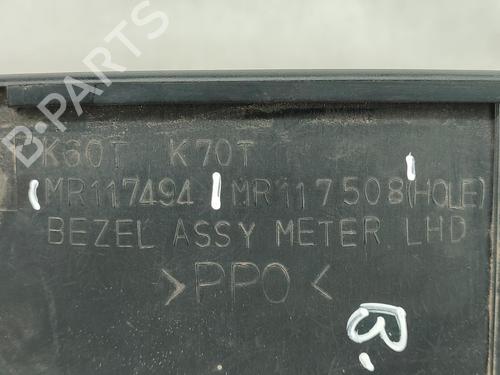 B-PARTS
K60T K70T
MR117494 MR117508(HOLE)
BEZEL ASSY METER LHD
>PPO<
B.